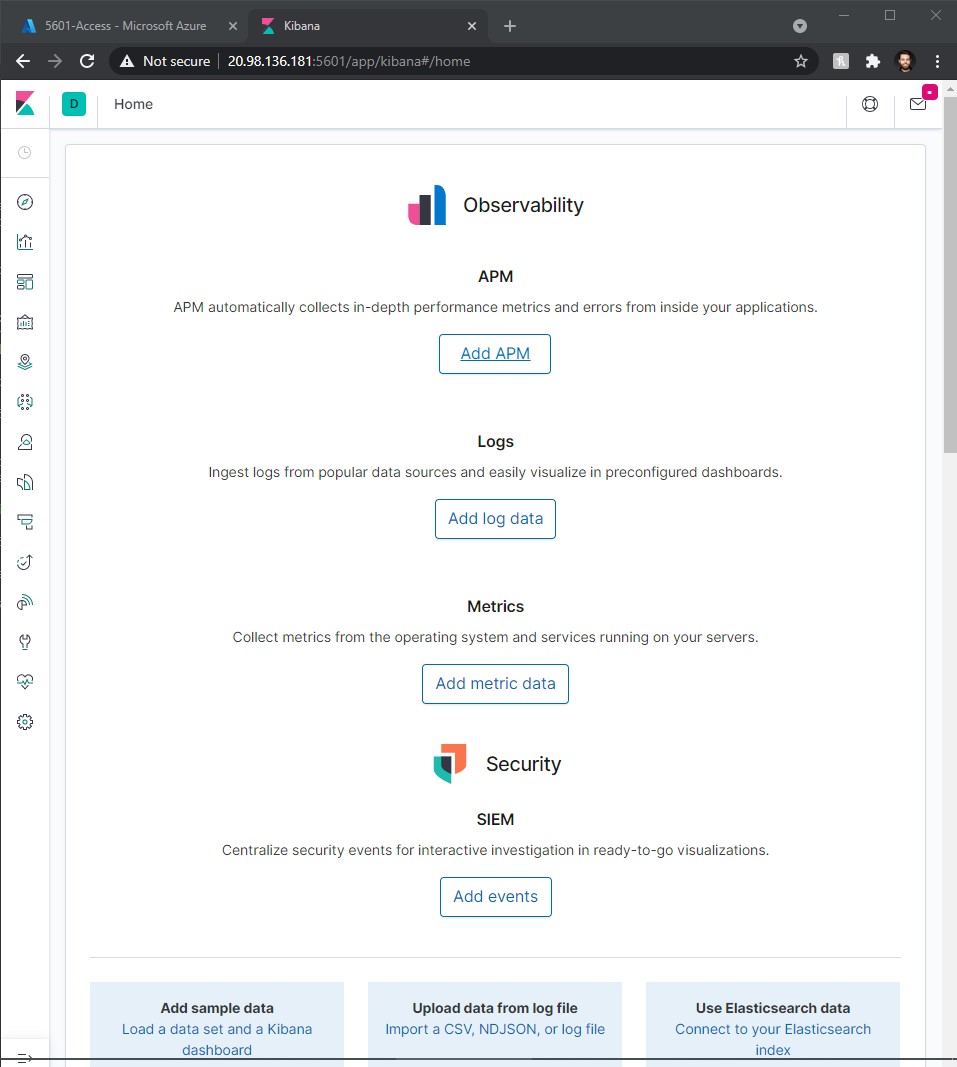 5601-Access - Microsoft Azure
Kibana
Not secure
20.98.136.181:5601/app/kibana#/home
D
Home
Observability
APM
APM automatically collects in-depth performance metrics and errors from inside your applications.
Add APM
Logs
Ingest logs from popular data sources and easily visualize in preconfigured dashboards.
Add log data
Metrics
Collect metrics from the operating system and services running on your servers.
Add metric data
Security
SIEM
Centralize security events for interactive investigation in ready-to-go visualizations.
Add events
Add sample data
Load a data set and a Kibana
dashboard
Upload data from log file
Import a CSV, NDJSON, or log file
Use Elasticsearch data
Connect to your Elasticsearch
index